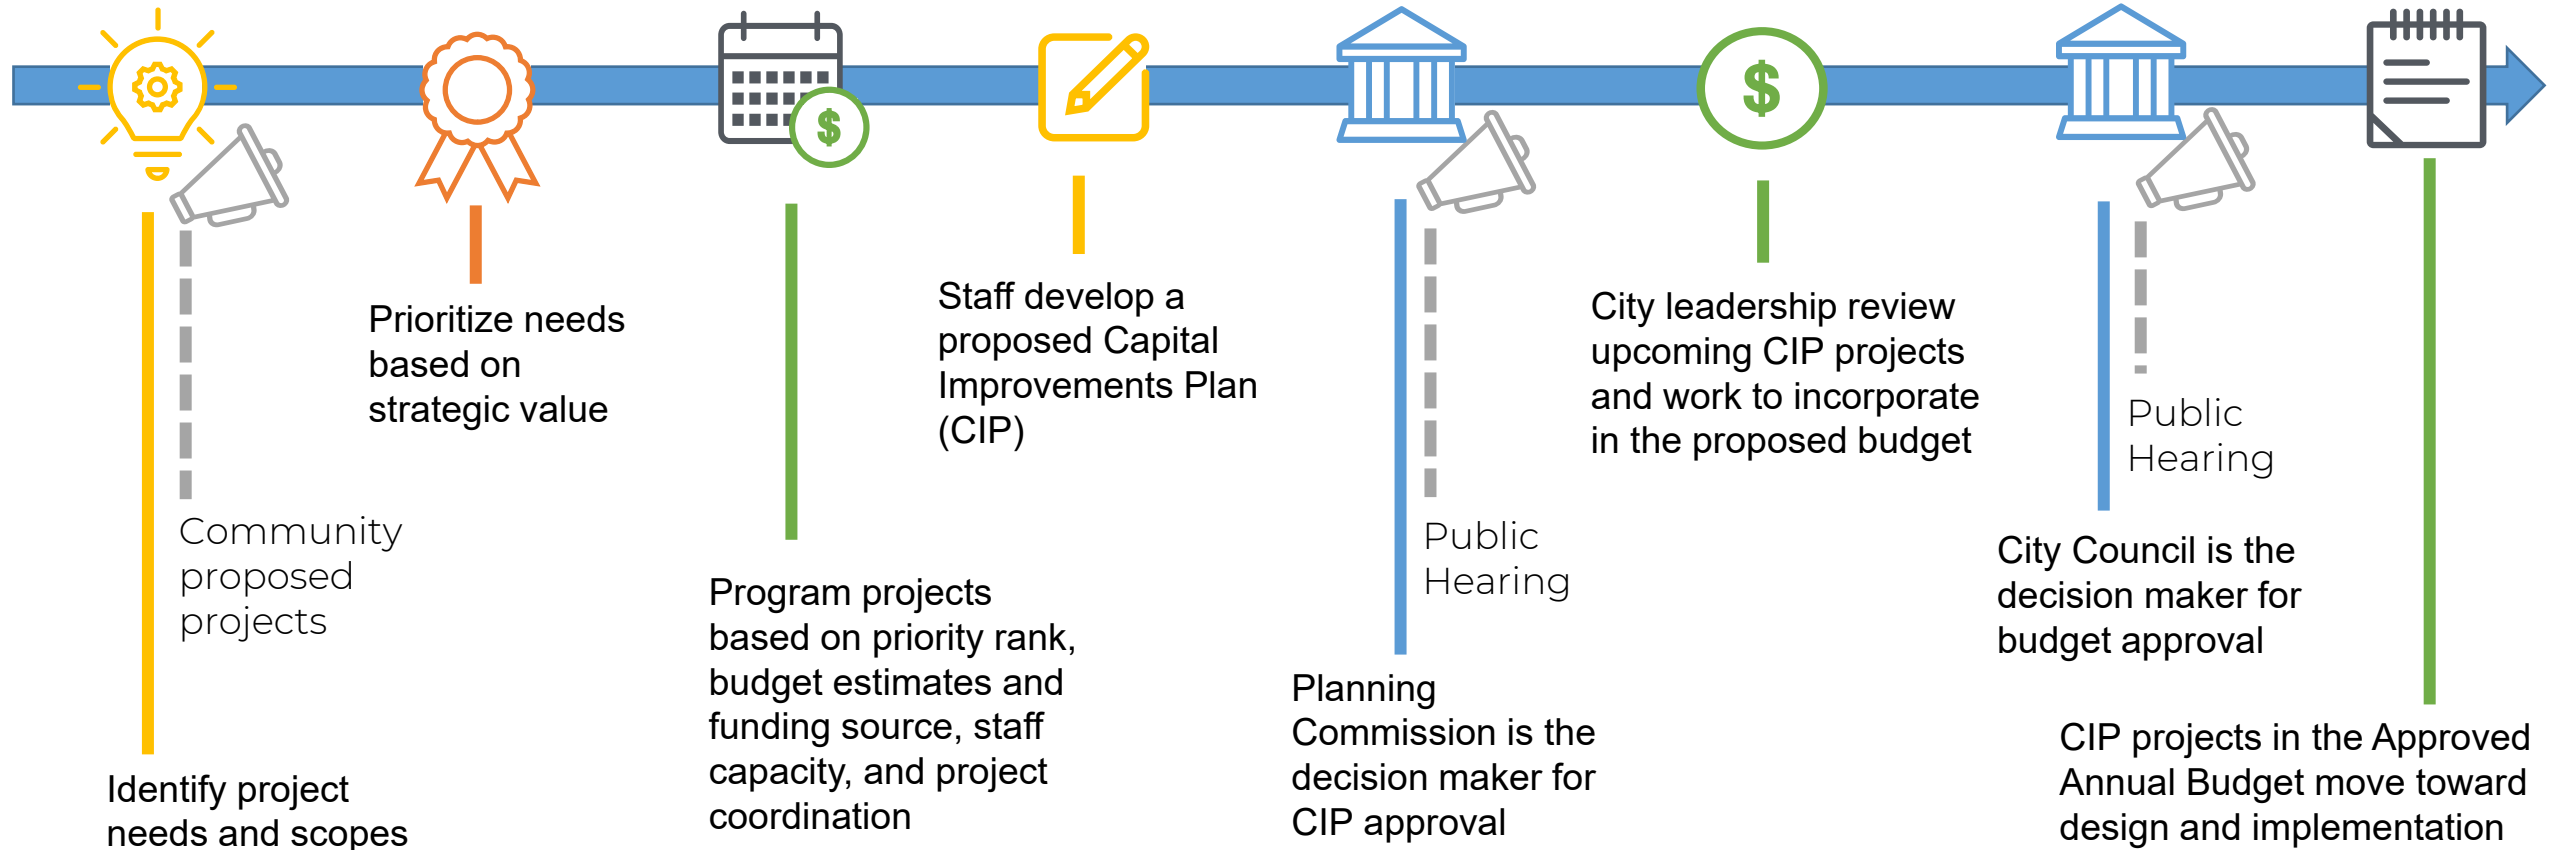 Identify project
needs and scopes
Community
proposed
projects
Prioritize needs
based on
strategic value
$
Program projects
based on priority rank,
budget estimates and
funding source, staff
capacity, and project
coordination
Staff develop a
proposed Capital
Improvements Plan
(CIP)
Planning
Commission is the
decision maker for
CIP approval
Public
Hearing
$
City leadership review
upcoming CIP projects
and work to incorporate
in the proposed budget
City Council is the
decision maker for
budget approval
Public
Hearing
CIP projects in the Approved
Annual Budget move toward
design and implementation